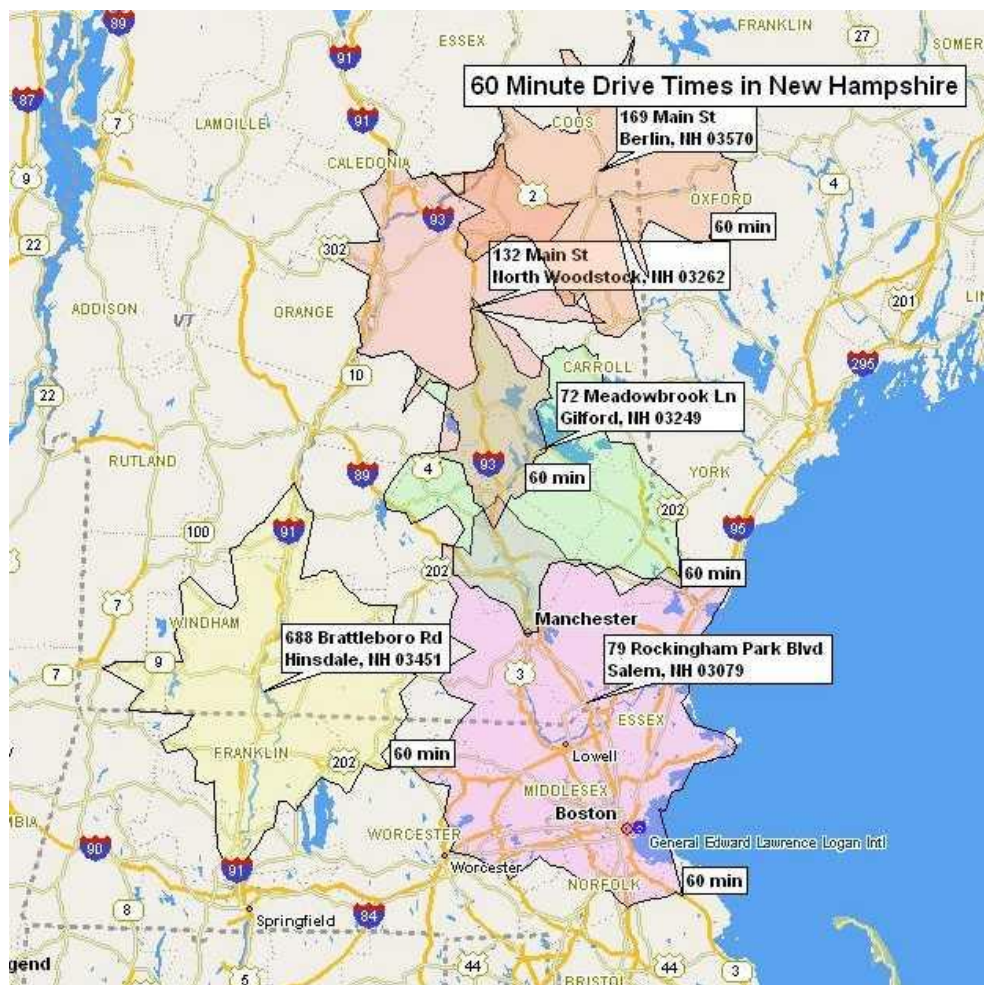 89
ESSEX
FRANKLIN
27
SOMER
91
60 Minute Drive Times in New Hampshire
87
7
LAMOILLE
91
COOS
169 Main St
Berlin, NH 03570
CALEDONIA
9
4
2
OXFORD
93
60 min
22
302
132 Main St
North Woodstock, NH 03262
ADDISON
VT
ORANGE
201
LIN
295
10
CARROLL
22
72 Meadowbrook Ln
Gilford, NH 03249
RUTLAND
89
4
93
60 min
YORK
202
100
91
95
202
60 min
7
WINDHAM
Manchester
688 Brattleboro Rd
Hinsdale, NH 03451
79 Rockingham Park Blvd
Salem, NH 03079
7
9
3
ESSEX
FRANKLIN
202
60 min
Lowell
MIDDLESEX
Boston
MBIA
90
WORCESTER
General Edward Lawrence Logan Intl
91
Worcester
NORFOLK
60 min
8
Springfield
84
gend
5
44
44
3
BRISTOL